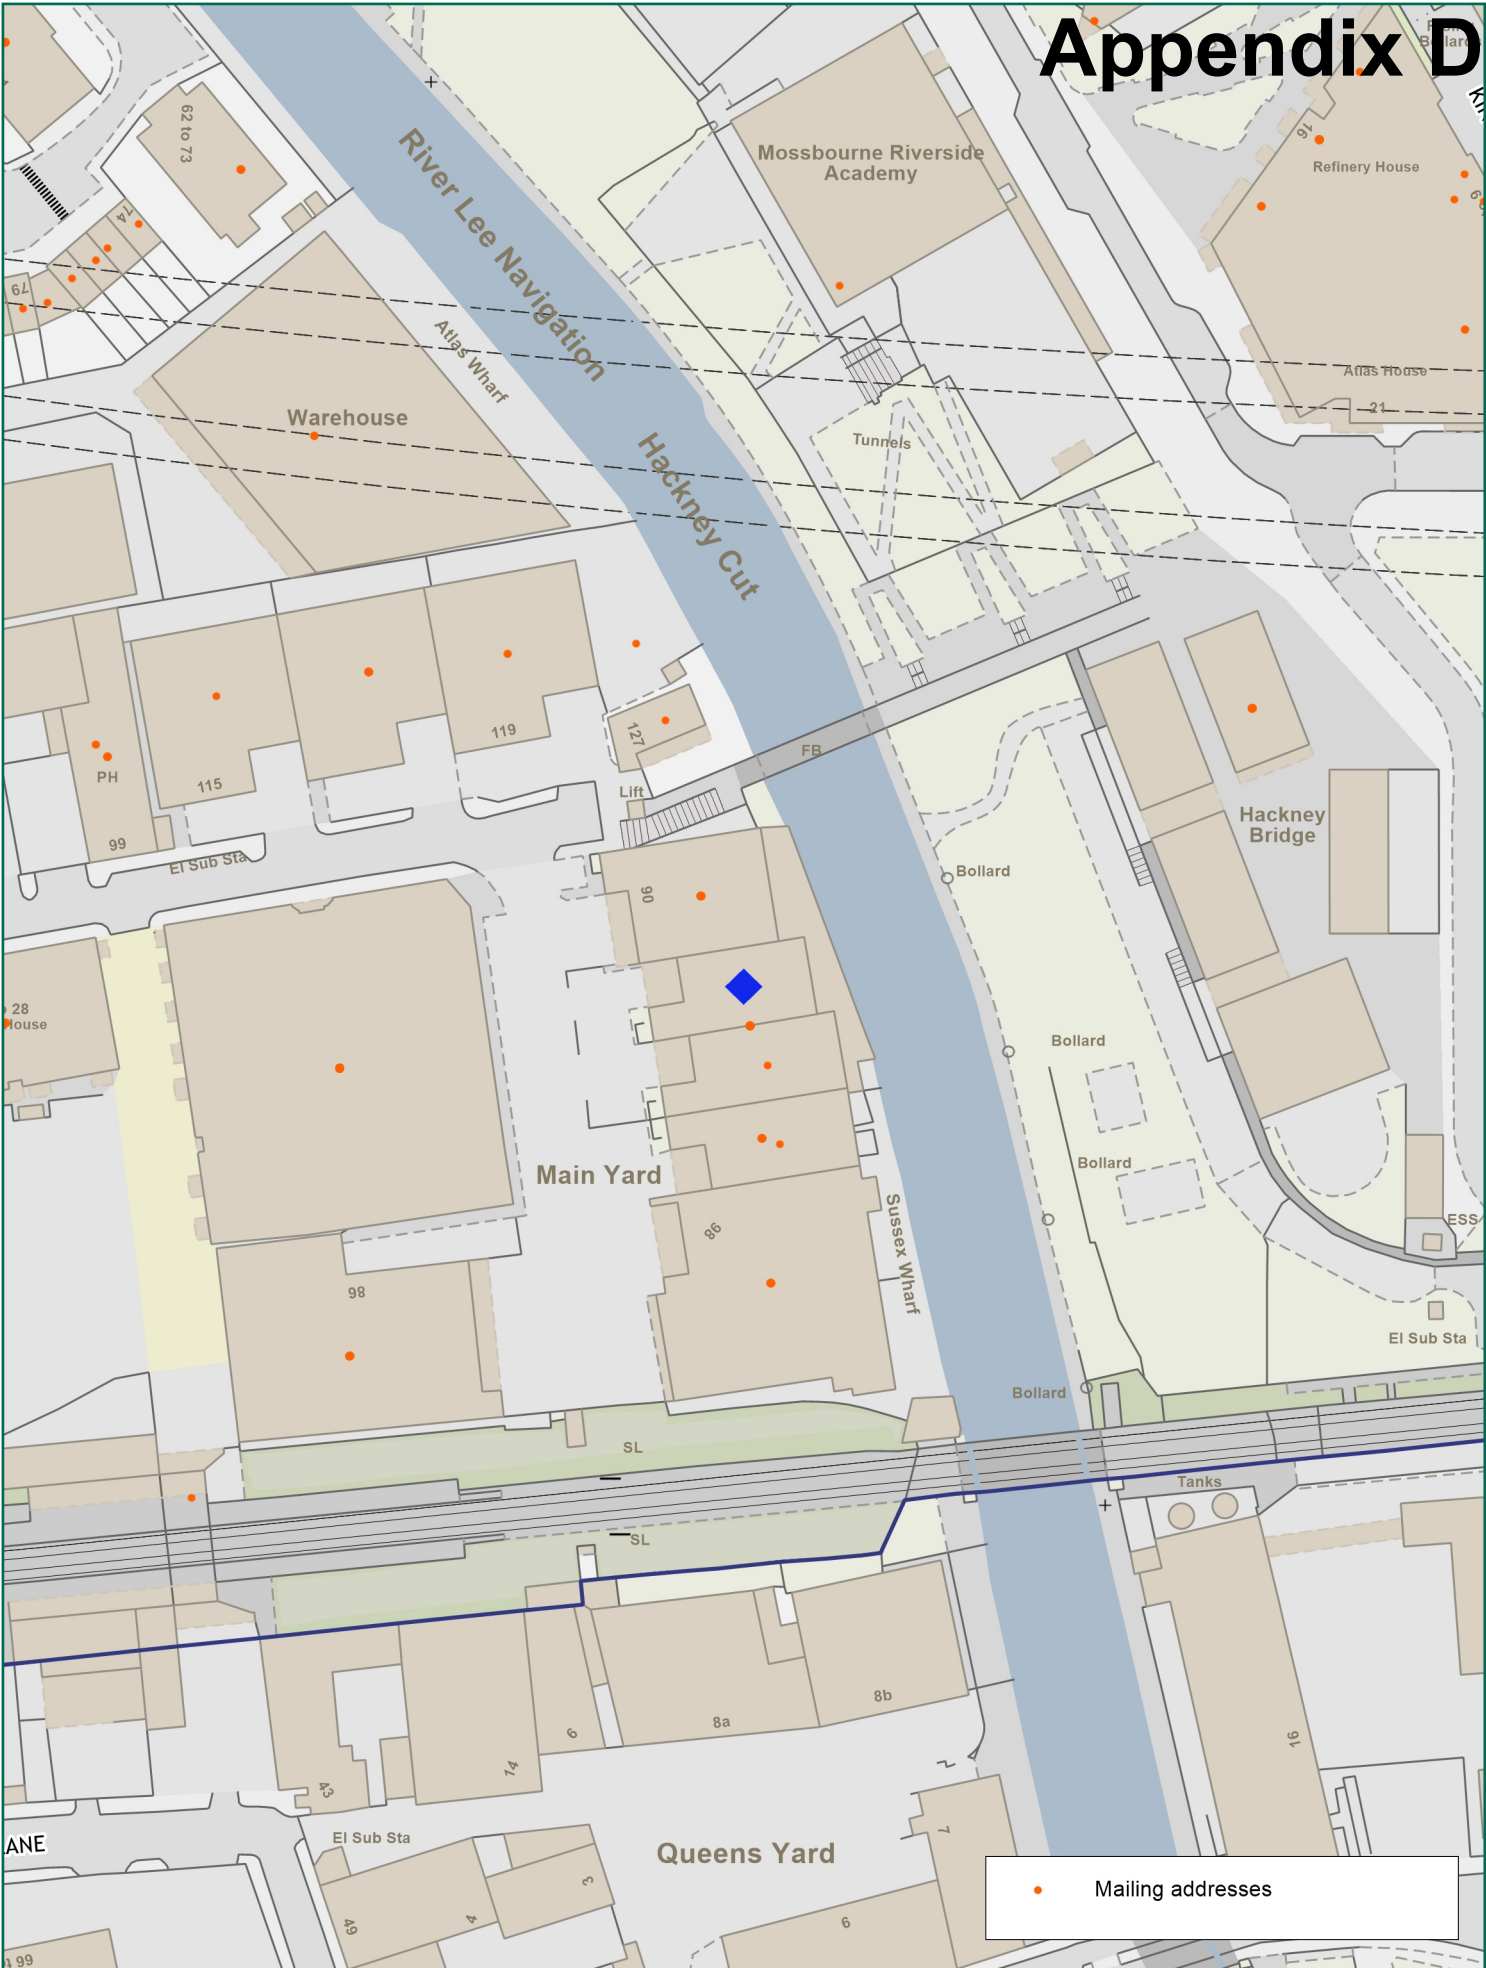 Appendix D
62 to 73
74
79
River Lee Navigation
Mossbourne Riverside
Academy
16
Refinery House
Atlas Wharf
Warehouse
Atlas House
21
Tunnels
Hackney Cut
119
127
115
PH
99
FB
Lift
El Sub Sta
Hackney
Bridge
90
Bollard
28
House
Bollard
Bollard
Main Yard
Sussex Wharf
86
98
ESS
El Sub Sta
Bollard
SL
SL
Tanks
8b
8a
6
14
43
16
LANE
El Sub Sta
Queens Yard
7
3
4
49
6
Mailing addresses